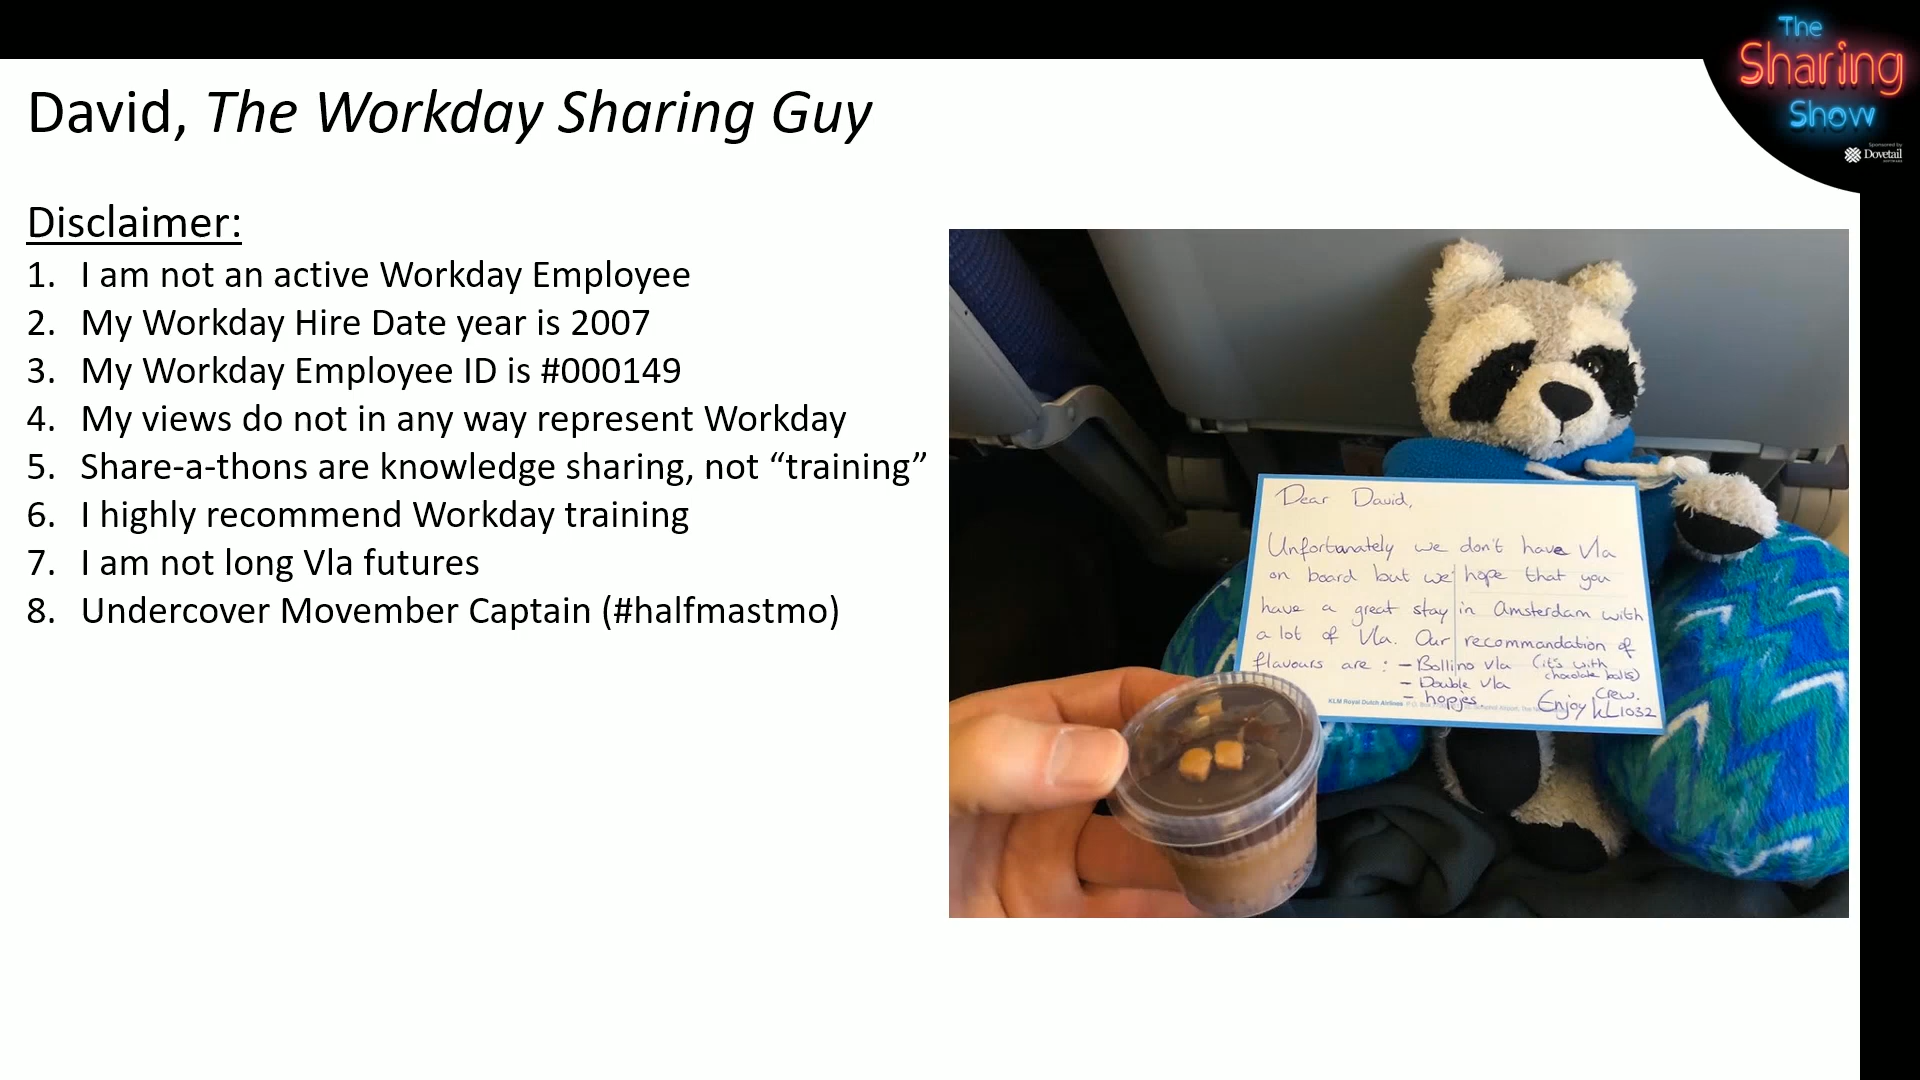 The
Sharing
Show
Sponsored by
Dovetail
SOFTWARE
David, The Workday Sharing Guy
Disclaimer:
1. I am not an active Workday Employee
2. My Workday Hire Date year is 2007
3. My Workday Employee ID is #000149
4. My views do not in any way represent Workday
5. Share-a-thons are knowledge sharing, not “training”
6. I highly recommend Workday training
7. I am not long Vla futures
8. Undercover Movember Captain (#halfmastmo)
Dear David,
Unfortunately we don't have Vla
on board but we hope that you
have a great stay in Amsterdam with
a lot of Vla. Our recommandation of
flavours are : - Bollino vla (it's with
chocolate balls)
- Double vla
- hopjes.
Enjoy Crew.
KL1032
KLM Royal Dutch Airlines